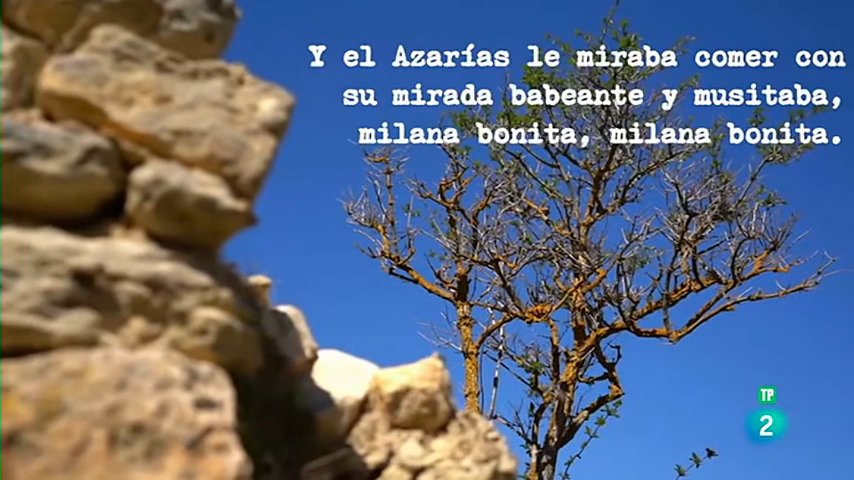 Y el Azarías le miraba comer con
su mirada babeante y musitaba,
milana bonita, milana bonita.
TP
2